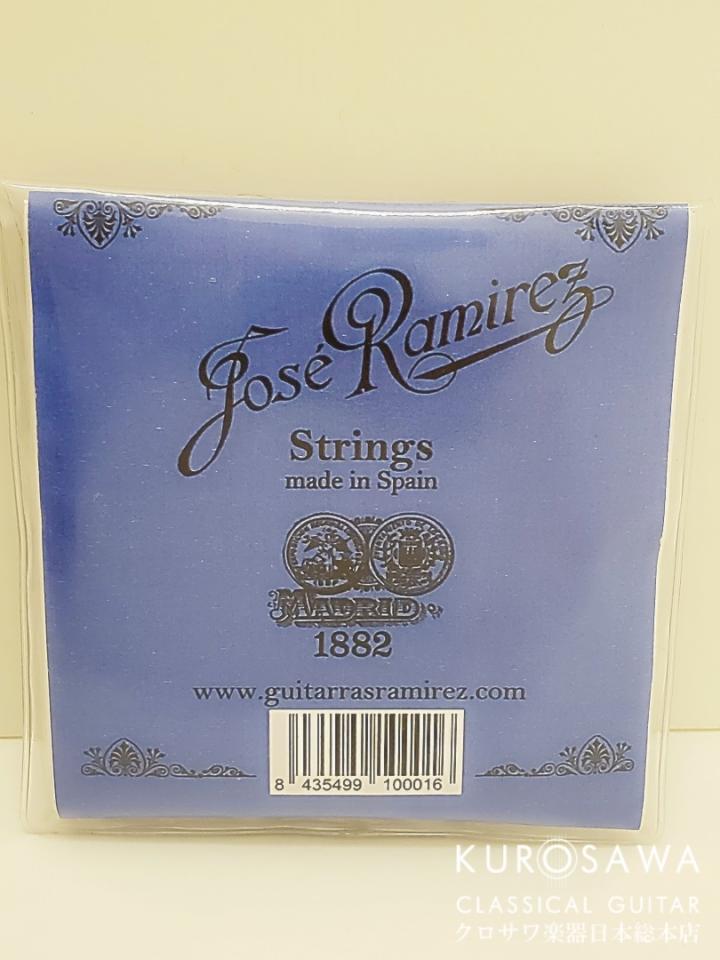 José Ramirez
Strings
made in Spain
MADRID
1882
www.guitarrasramirez.com
8 435499 100016
KUROSAWA
CLASSICAL GUITAR
クロサワ楽器日本総本店